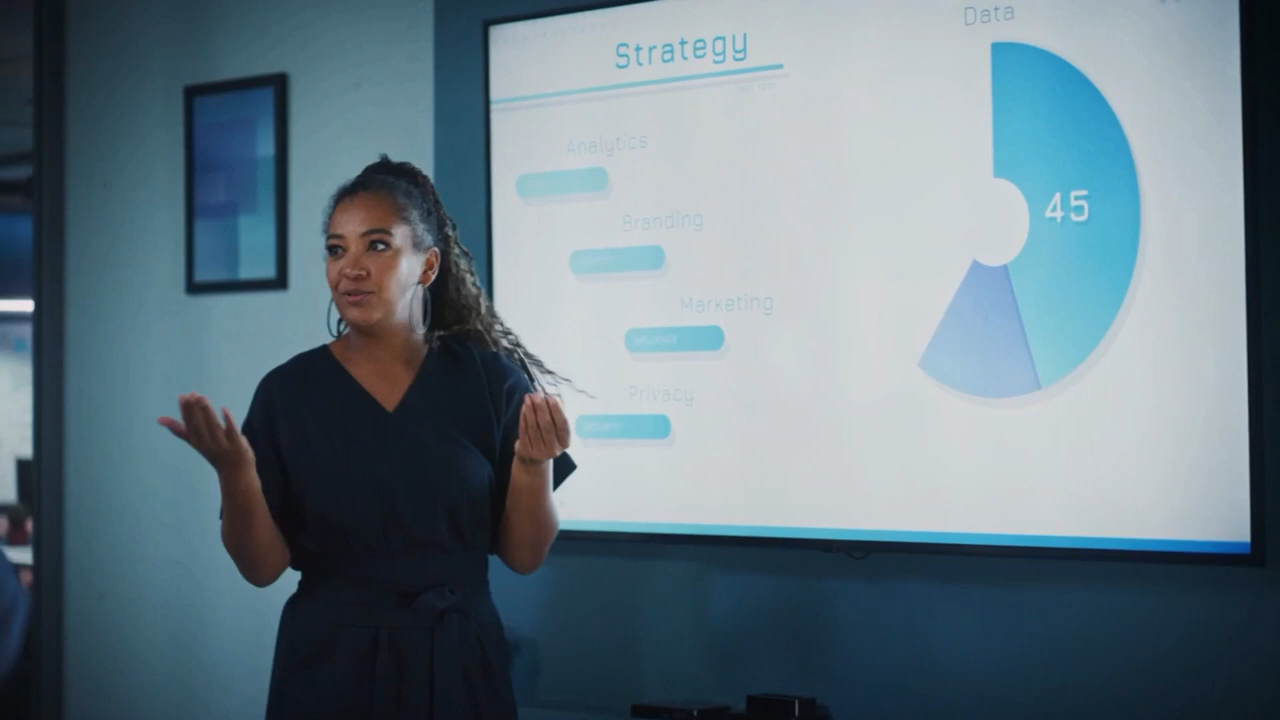 Strategy
Analytics
Branding
Marketing
Privacy
Data
45